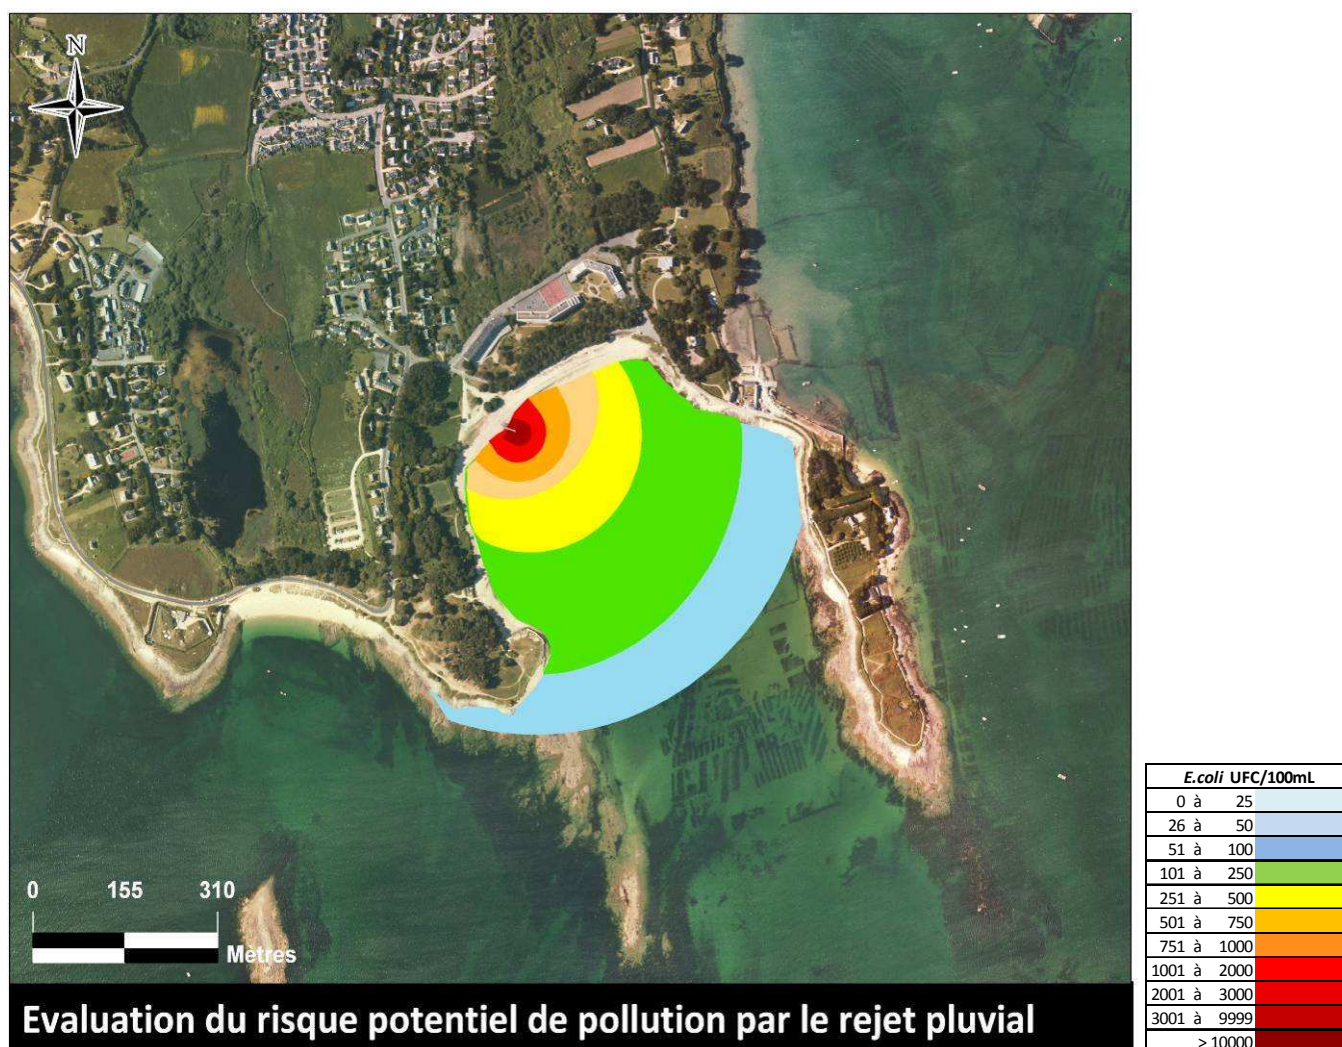 N
0 155 310
Mètres
Evaluation du risque potentiel de pollution par le rejet pluvial
E.coli UFC/100mL
0 à 25
26 à 50
51 à 100
101 à 250
251 à 500
501 à 750
751 à 1000
1001 à 2000
2001 à 3000
3001 à 9999
> 10000